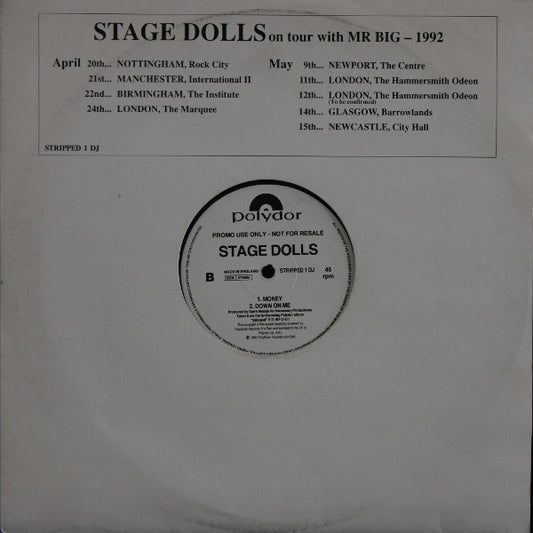 STAGE DOLLS on tour with MR BIG – 1992
April 20th... NOTTINGHAM, Rock City
21st... MANCHESTER, International II
22nd... BIRMINGHAM, The Institute
24th... LONDON, The Marquee
May 9th... NEWPORT, The Centre
11th... LONDON, The Hammersmith Odeon
12th... LONDON, The Hammersmith Odeon
(To be confirmed)
14th... GLASGOW, Barrowlands
15th... NEWCASTLE, City Hall
STRIPPED 1 DJ
polydor
PROMO USE ONLY - NOT FOR RESALE
STAGE DOLLS
B
MADE IN ENGLAND
STRIPPED 1 DJ
45
rpm
1. MONEY
2. DOWN ON ME